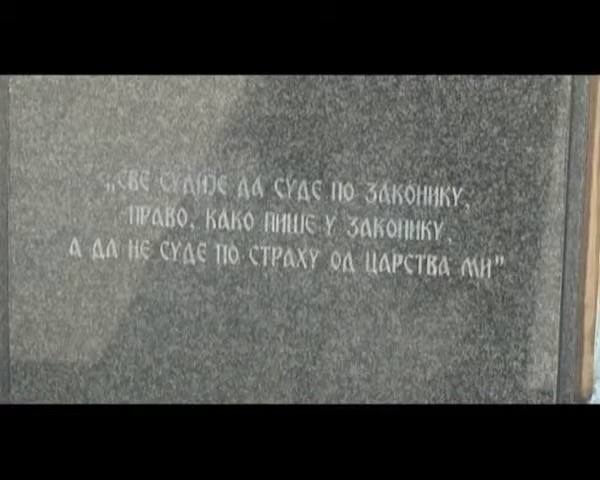 „СВЕ СУДИЈЕ ДА СУДЕ ПО ЗАКОНИКУ,
ПРАВО, КАКО ПИШЕ У ЗАКОНИКУ,
А ДА НЕ СУДЕ ПО СТРАХУ ОД ЦАРСТВА МИ"